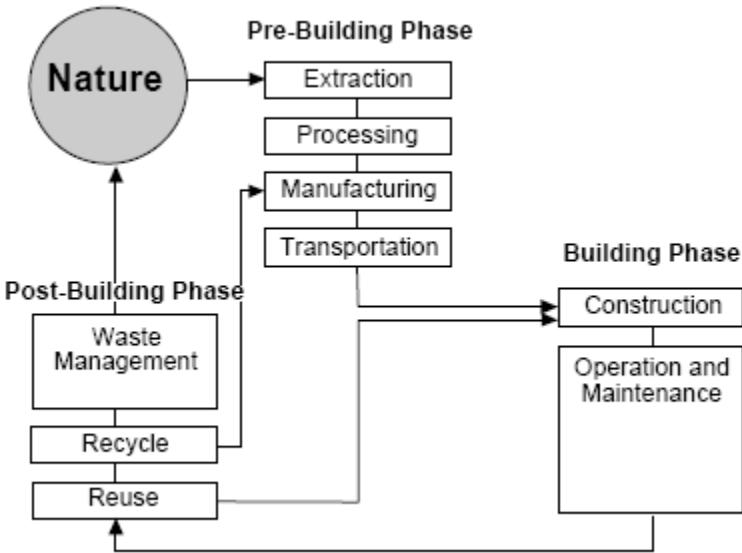 Nature
Pre-Building Phase
Extraction
Processing
Manufacturing
Transportation
Building Phase
Construction
Operation and
Maintenance
Post-Building Phase
Waste
Management
Recycle
Reuse